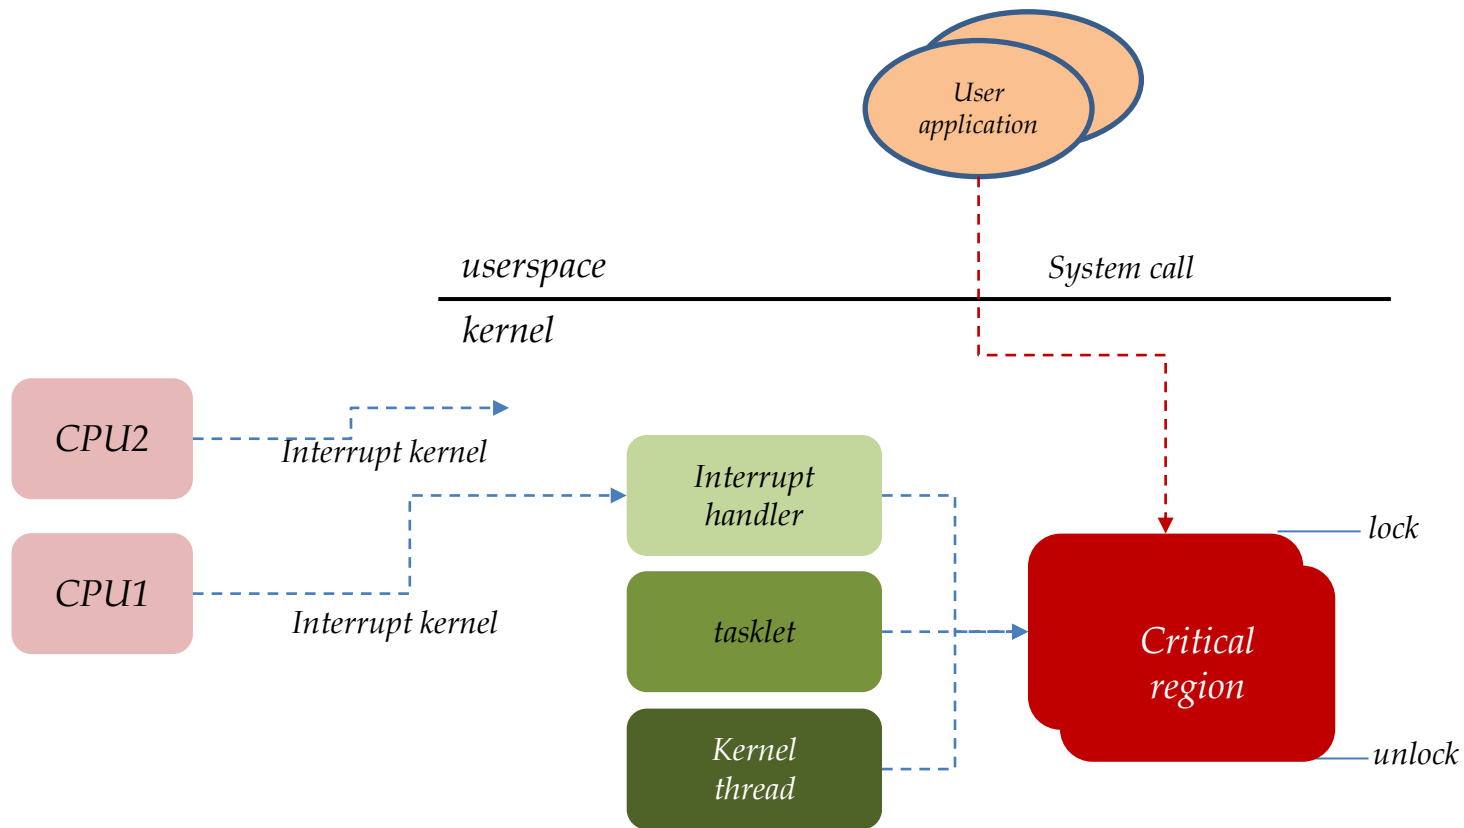 User
application
userspace
System call
kernel
CPU2
Interrupt kernel
Interrupt
handler
lock
CPU1
Interrupt kernel
tasklet
Critical
region
Kernel
thread
unlock